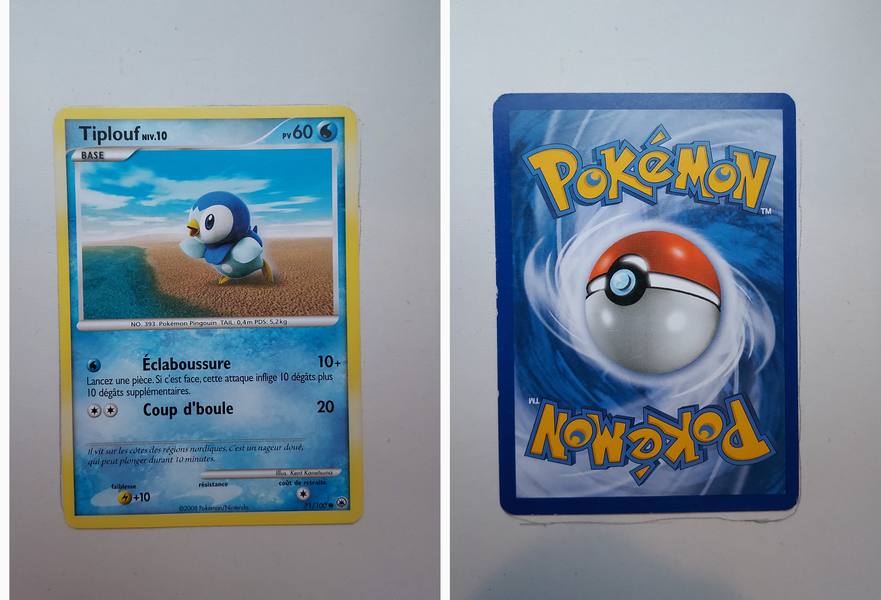 Tiplouf NIV.10
PV 60
BASE
NO. 393 Pokémon Pingouin TAIL: 0,4m PDS: 5,2kg
Éclaboussure 10+
Lancez une pièce. Si c'est face, cette attaque inflige 10 dégâts plus
10 dégâts supplémentaires.
Coup d'boule 20
Il vit sur les côtes des régions nordiques. C'est un nageur doué,
qui peut plonger durant 10 minutes.
Illus. Kent Kanetsuna
faiblesse
résistance
coût de retraite
+10
©2008 Pokémon/Nintendo
71/100
POKÉMON
TM
TM
POKÉMON